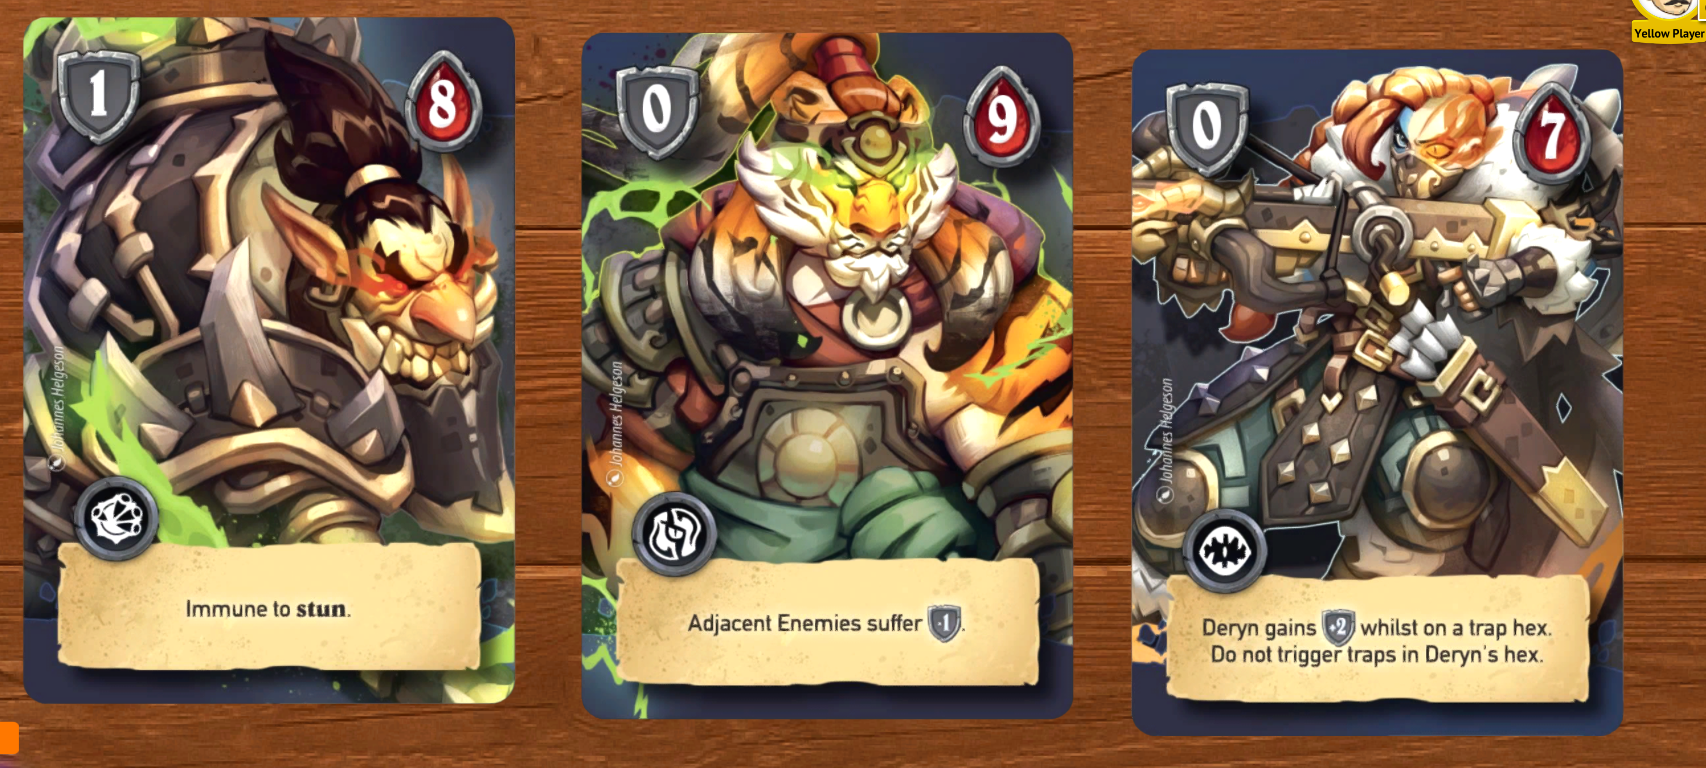 Yellow Player
1
8
Johannes Helgeson
Immune to stun.
0
9
Johannes Helgeson
Adjacent Enemies suffer -1.
0
7
Johannes Helgeson
Deryn gains +2 whilst on a trap hex.
Do not trigger traps in Deryn's hex.